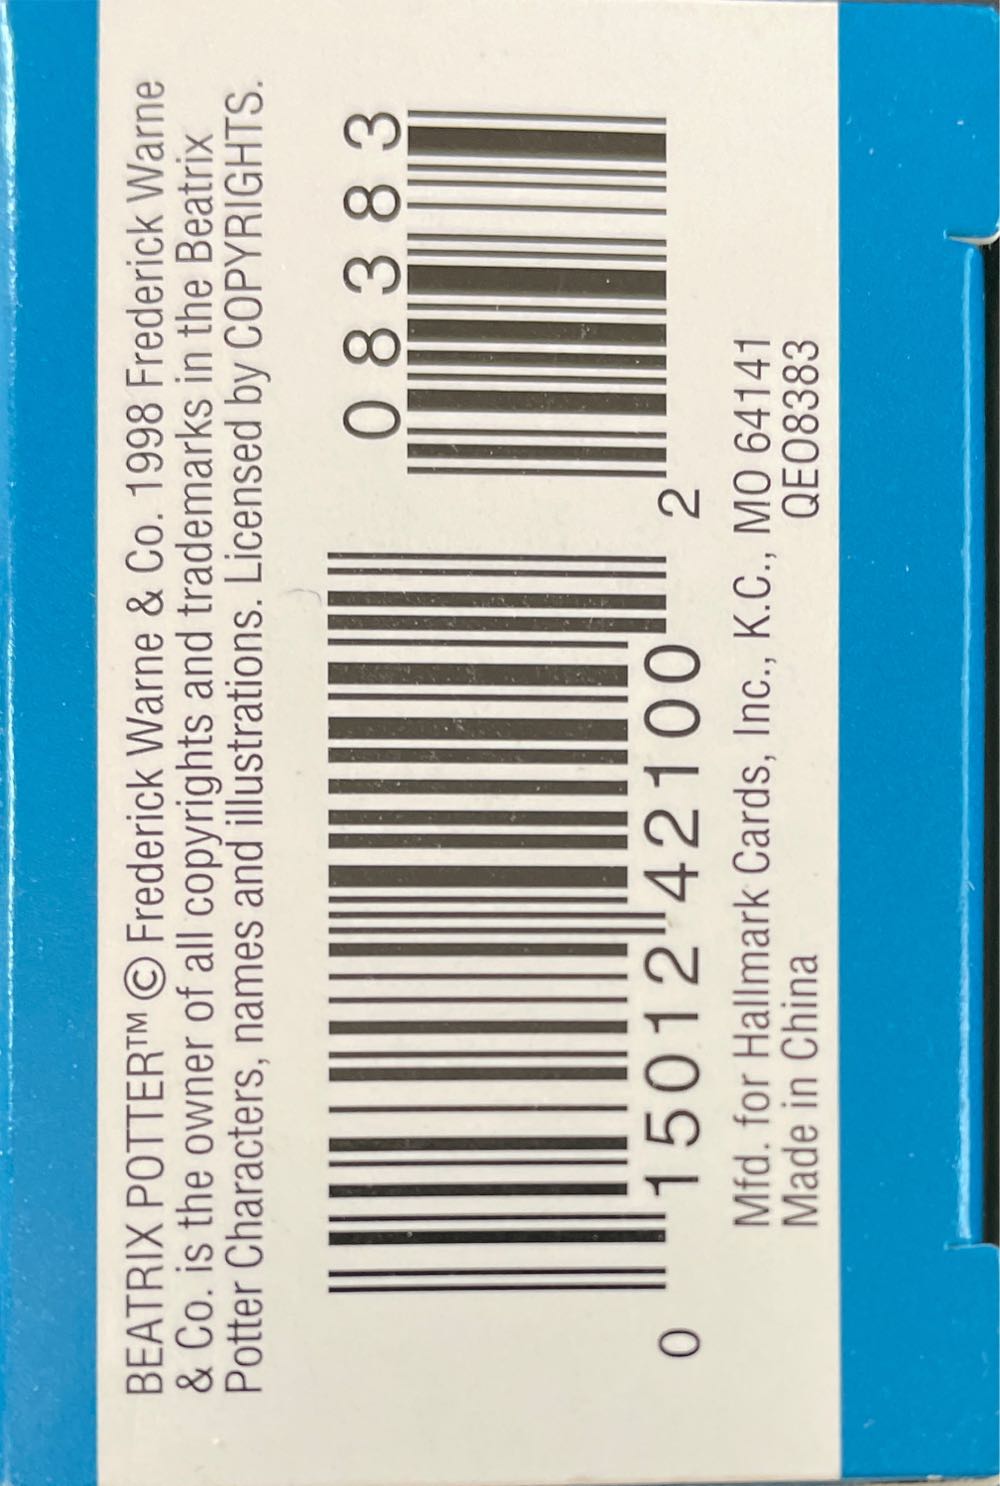 BEATRIX POTTER™ © Frederick Warne & Co. 1998 Frederick Warne
& Co. is the owner of all copyrights and trademarks in the Beatrix
Potter Characters, names and illustrations. Licensed by COPYRIGHTS.
0 8 3 8 3
0 15012 42100 2
Mfd. for Hallmark Cards, Inc., K.C., MO 64141
Made in China QEO8383